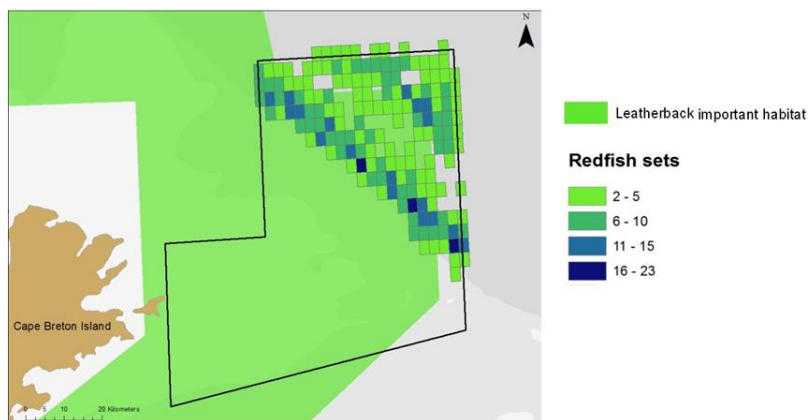 N
Leatherback important habitat
Redfish sets
2 - 5
6 - 10
11 - 15
16 - 23
Cape Breton Island
0 5 10 20 Kilometers